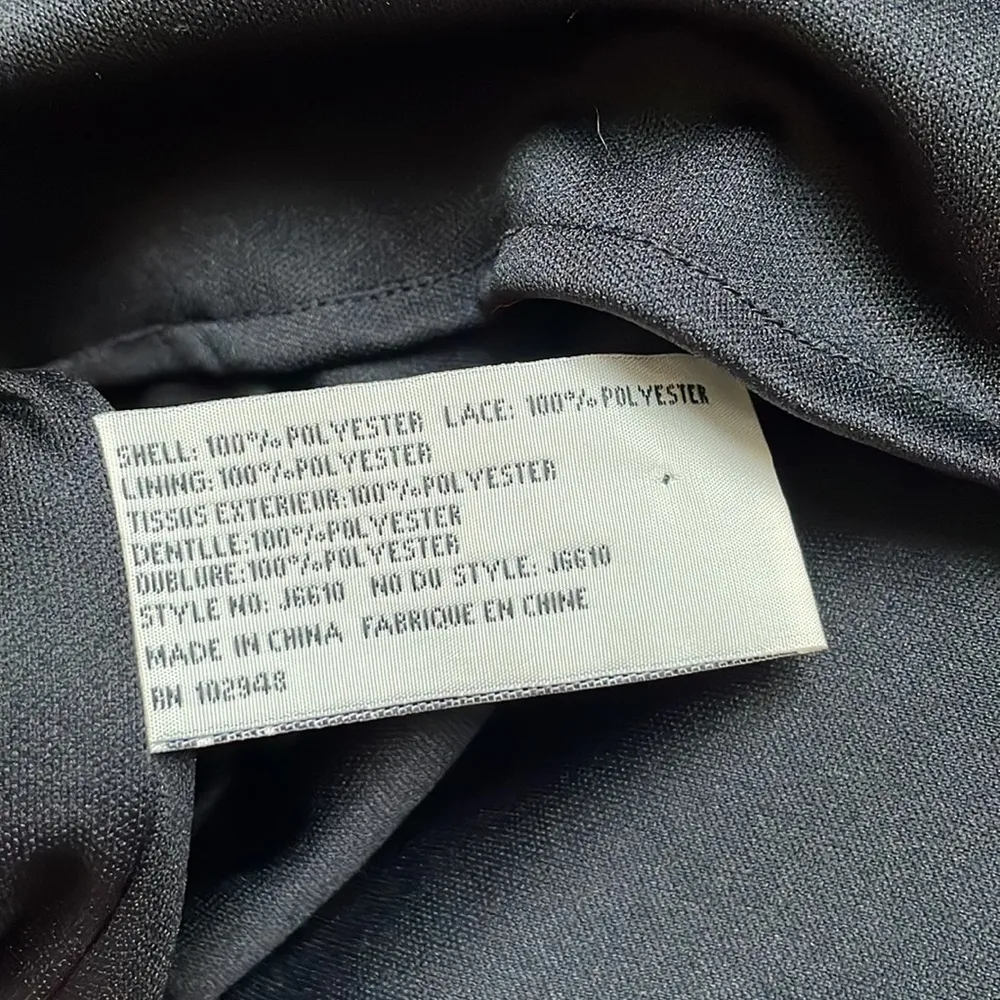 SHELL: 100% POLYESTER LACE: 100% POLYESTER
LINING: 100% POLYESTER
TISSUS EXTERIEUR: 100% POLYESTER
DENTLLE: 100% POLYESTER
DUBLURE: 100% POLYESTER
STYLE NO: J6610 NO DU STYLE: J6610
MADE IN CHINA FABRIQUE EN CHINE
RN 102948